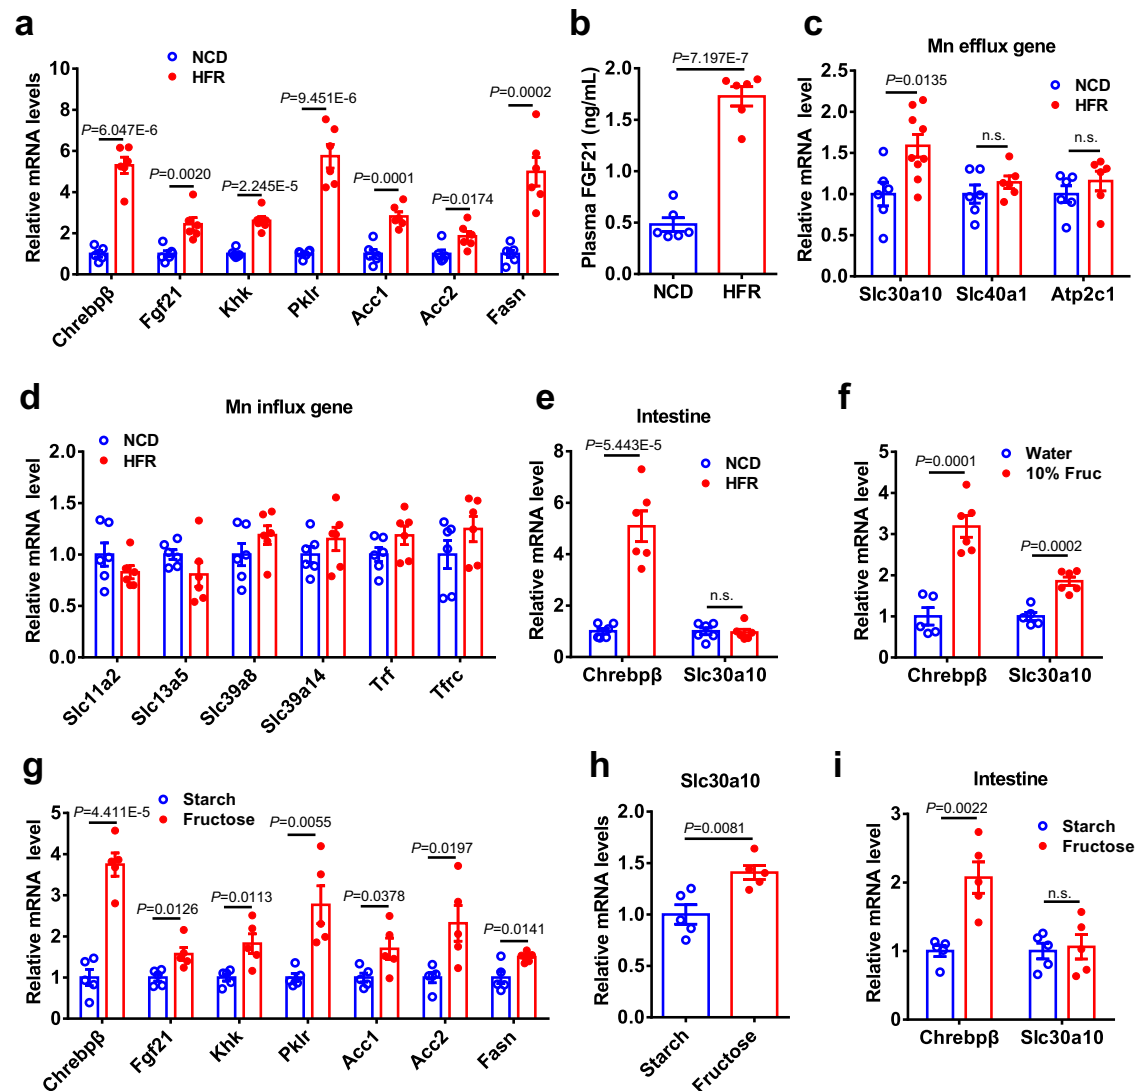 a
NCD
HFR
Relative mRNA levels
10
8
6
4
2
0
P=6.047E-6
P=0.0020
P=2.245E-5
P=9.451E-6
P=0.0001
P=0.0174
P=0.0002
Chrebpβ
Fgf21
Khk
Pklr
Acc1
Acc2
Fasn
b
P=7.197E-7
Plasma FGF21 (ng/mL)
2.0
1.5
1.0
0.5
0.0
NCD
HFR
c
Mn efflux gene
NCD
HFR
Relative mRNA level
2.5
2.0
1.5
1.0
0.5
0.0
P=0.0135
n.s.
n.s.
Slc30a10
Slc40a1
Atp2c1
d
Mn influx gene
NCD
HFR
Relative mRNA level
2.0
1.5
1.0
0.5
0.0
Slc11a2
Slc13a5
Slc39a8
Slc39a14
Trf
Tfrc
e
Intestine
NCD
HFR
Relative mRNA level
8
6
4
2
0
P=5.443E-5
n.s.
Chrebpβ
Slc30a10
f
Water
10% Fruc
Relative mRNA level
5
4
3
2
1
0
P=0.0001
P=0.0002
Chrebpβ
Slc30a10
g
Starch
Fructose
Relative mRNA level
5
4
3
2
1
0
P=4.411E-5
P=0.0126
P=0.0113
P=0.0055
P=0.0378
P=0.0197
P=0.0141
Chrebpβ
Fgf21
Khk
Pklr
Acc1
Acc2
Fasn
h
Slc30a10
Relative mRNA levels
2.0
1.5
1.0
0.5
0.0
P=0.0081
Starch
Fructose
i
Intestine
Starch
Fructose
Relative mRNA level
3
2
1
0
P=0.0022
n.s.
Chrebpβ
Slc30a10